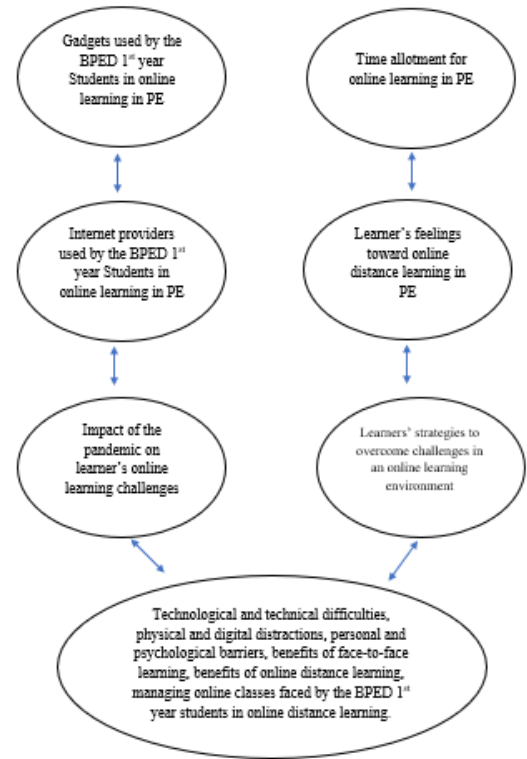 Gadgets used by the
BPED 1st year
Students in online
learning in PE
Time allotment for
online learning in PE
Internet providers
used by the BPED 1st
year Students in
online learning in PE
Learner's feelings
toward online
distance learning in
PE
Impact of the
pandemic on
learner's online
learning challenges
Learners' strategies to
overcome challenges in
an online learning
environment
Technological and technical difficulties,
physical and digital distractions, personal and
psychological barriers, benefits of face-to-face
learning, benefits of online distance learning,
managing online classes faced by the BPED 1st
year students in online distance learning.